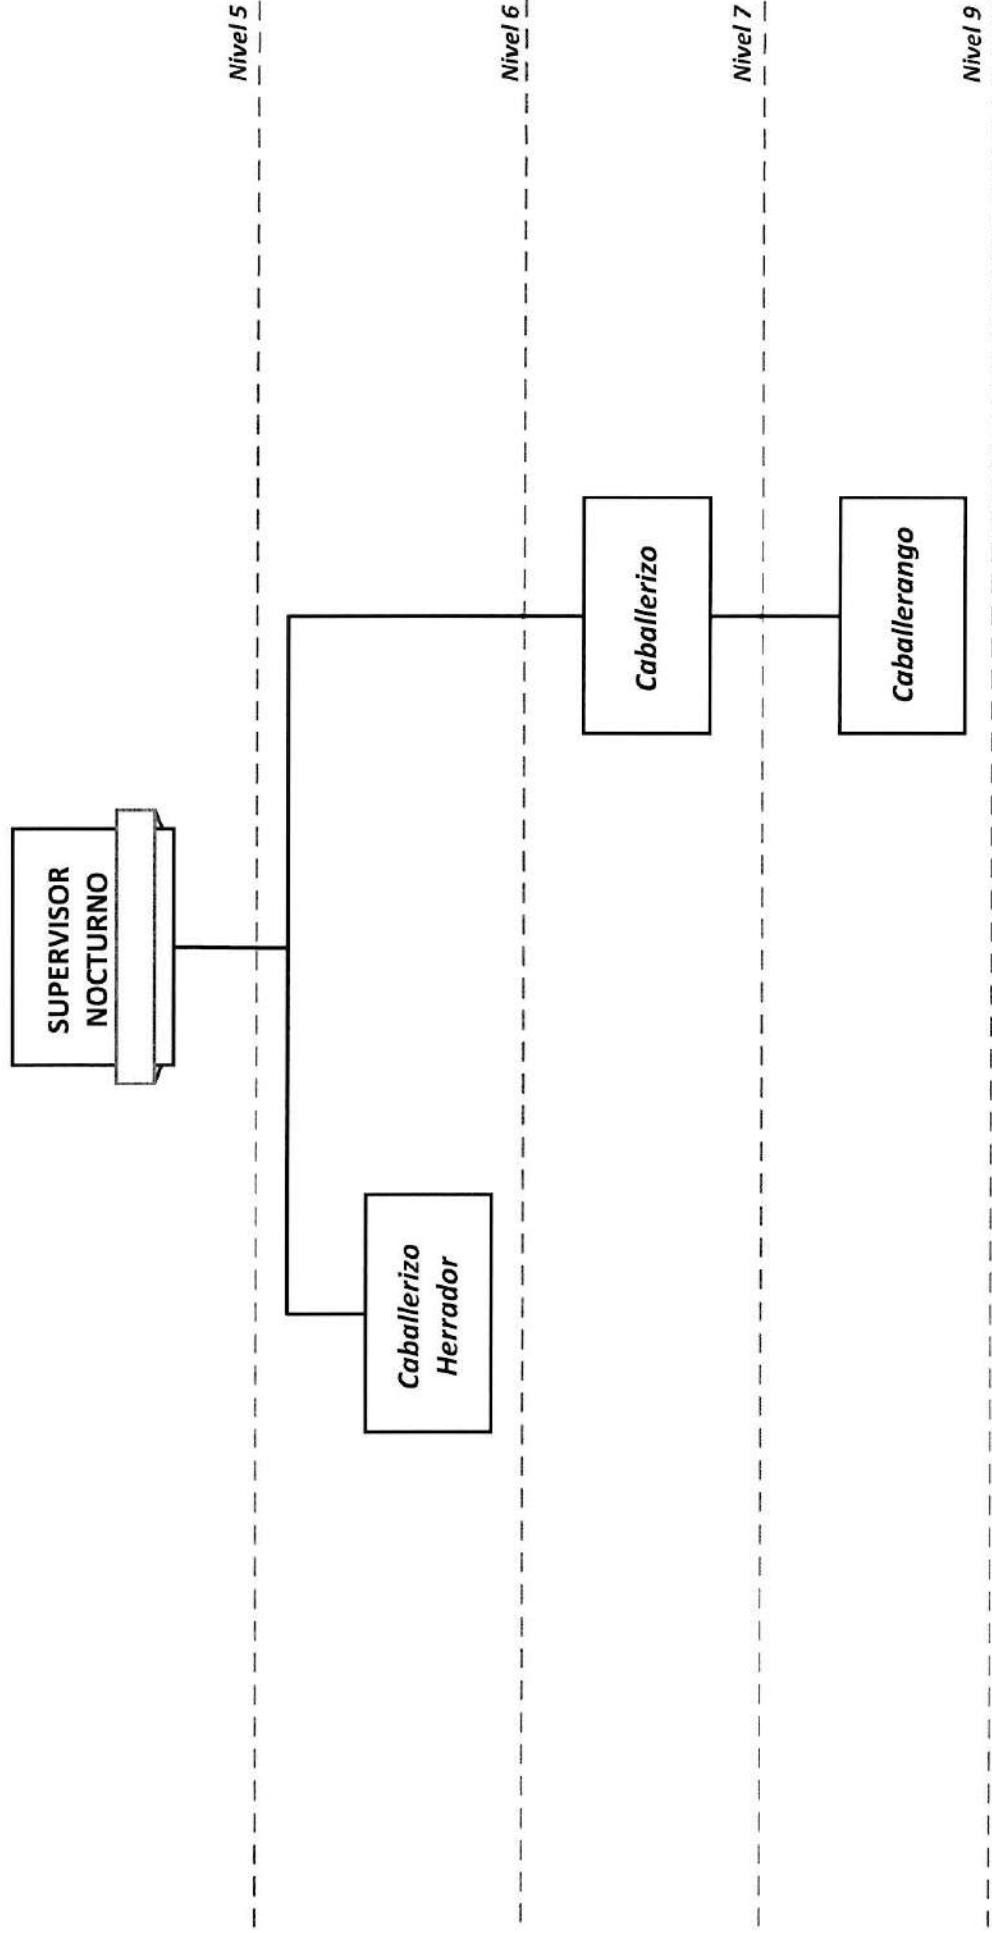 SUPERVISOR
NOCTURNO
Nivel 5
Caballerizo
Herrador
Nivel 6
Caballerizo
Nivel 7
Caballerango
Nivel 9